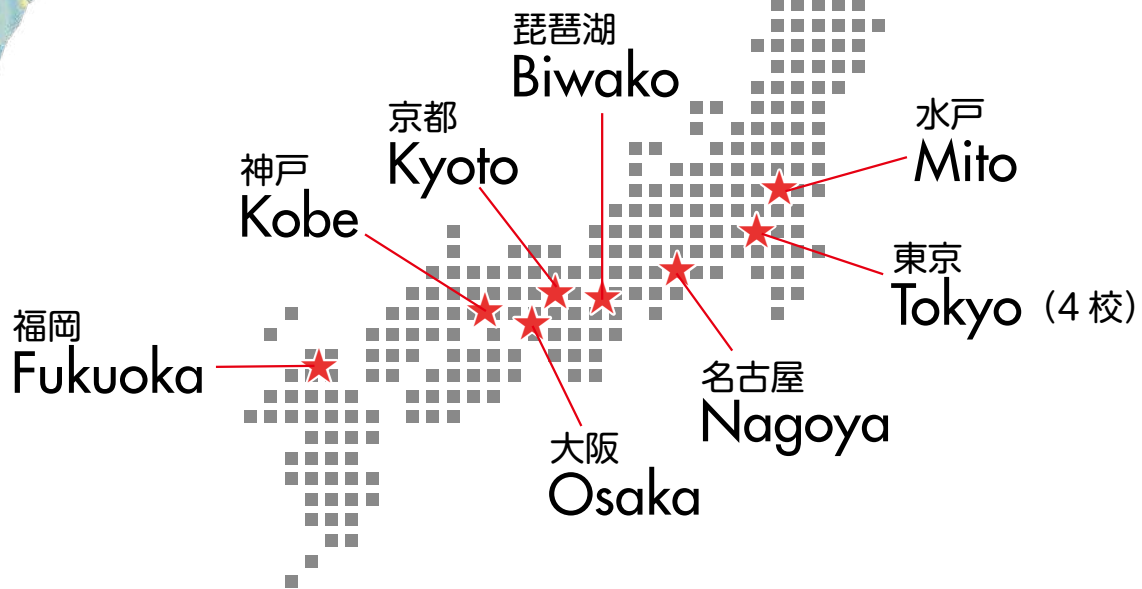 琵琶湖
Biwako
京都
Kyoto
水戸
Mito
神戸
Kobe
東京
Tokyo（4 校）
福岡
Fukuoka
名古屋
Nagoya
大阪
Osaka